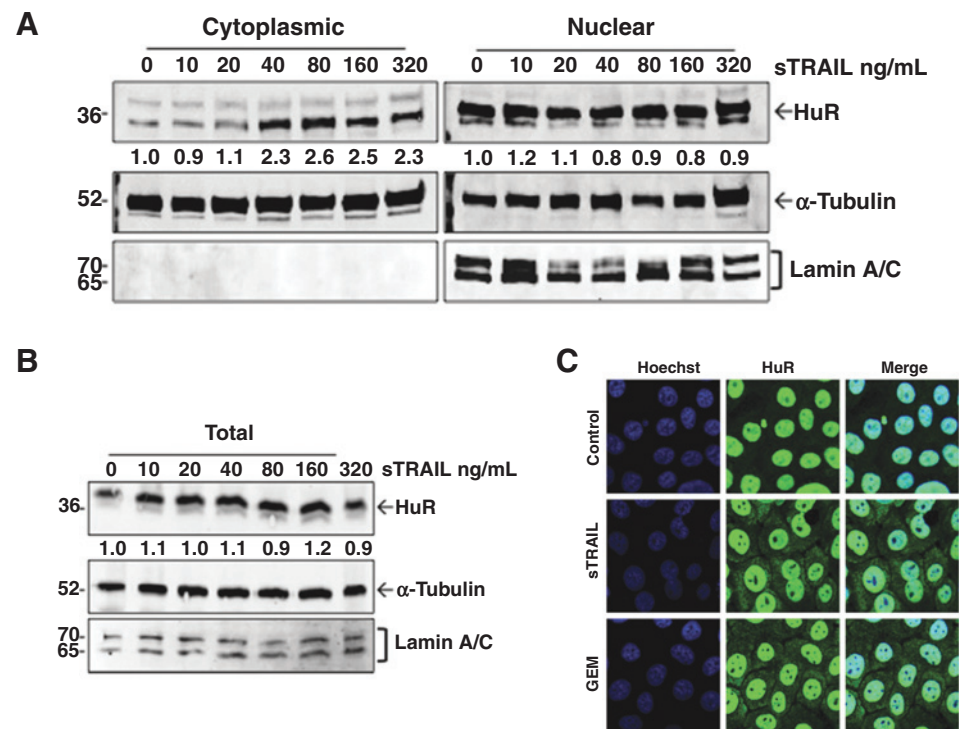 A
Cytoplasmic Nuclear
0 10 20 40 80 160 320 0 10 20 40 80 160 320 sTRAIL ng/mL
36- ←HuR
1.0 0.9 1.1 2.3 2.6 2.5 2.3 1.0 1.2 1.1 0.8 0.9 0.8 0.9
52- ←α-Tubulin
70-
65-
Lamin A/C
B
Total
0 10 20 40 80 160 320 sTRAIL ng/mL
36- ←HuR
1.0 1.1 1.0 1.1 0.9 1.2 0.9
52- ←α-Tubulin
70-
65-
Lamin A/C
C
Hoechst HuR Merge
Control
sTRAIL
GEM